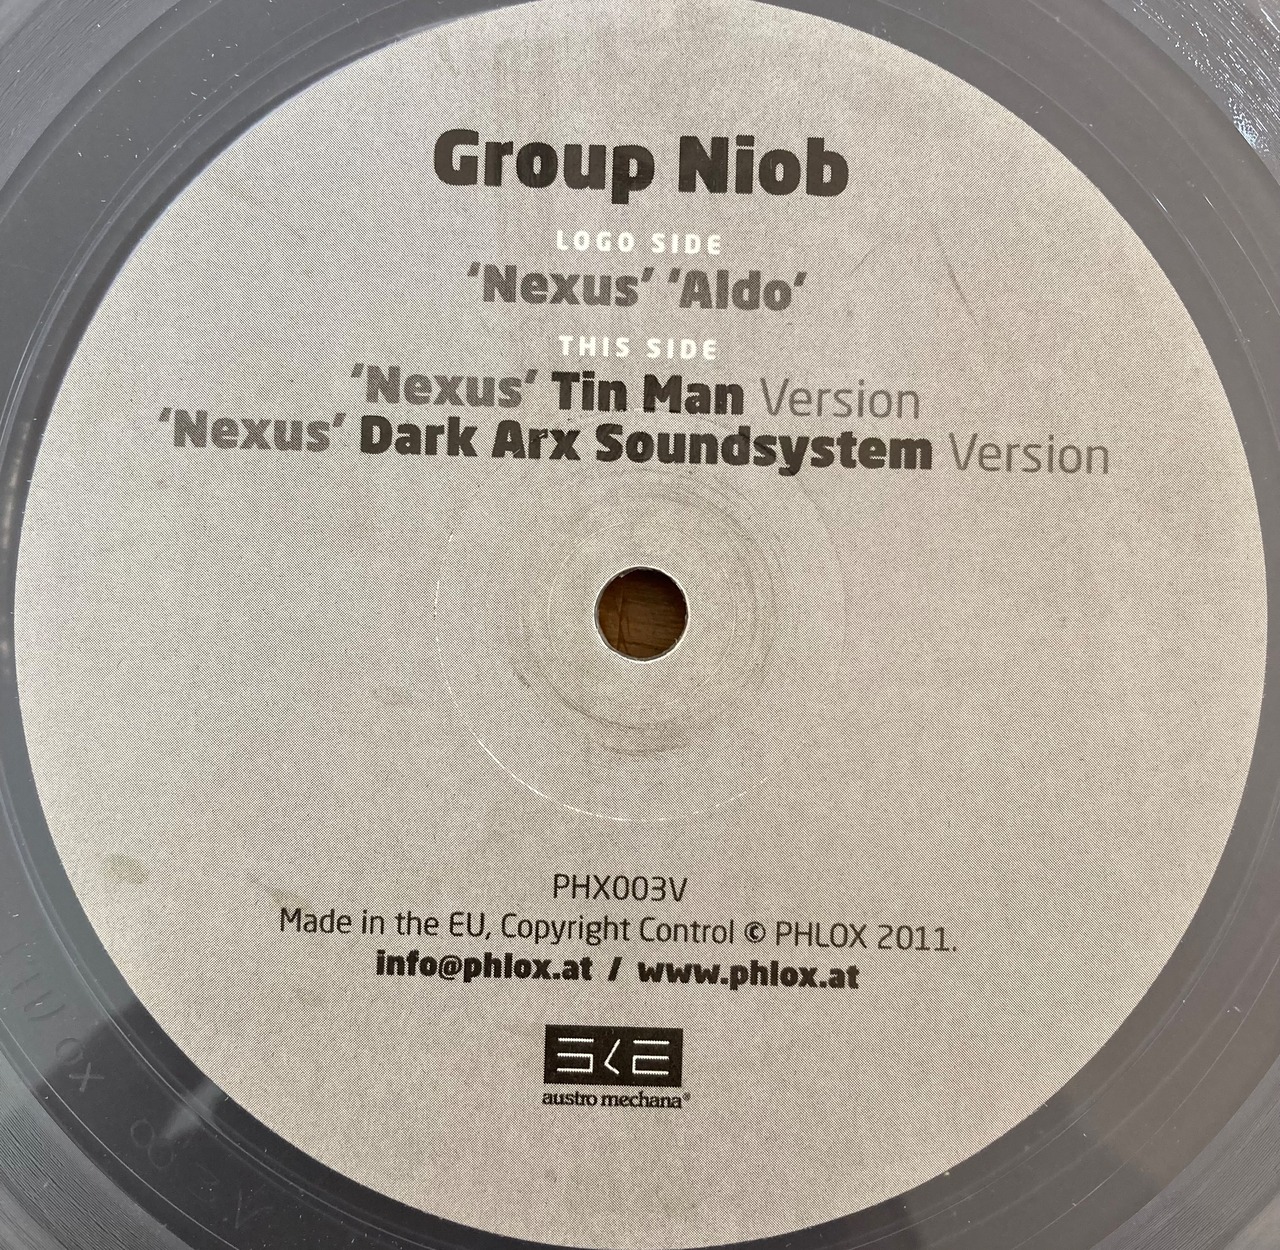 Group Niob
LOGO SIDE
‘Nexus’ ‘Aldo‘
THIS SIDE
‘Nexus‘ Tin Man Version
‘Nexus’ Dark Arx Soundsystem Version
PHX003V
Made in the EU, Copyright Control © PHLOX 2011.
info@phlox.at / www.phlox.at
SKE
austro mechana®